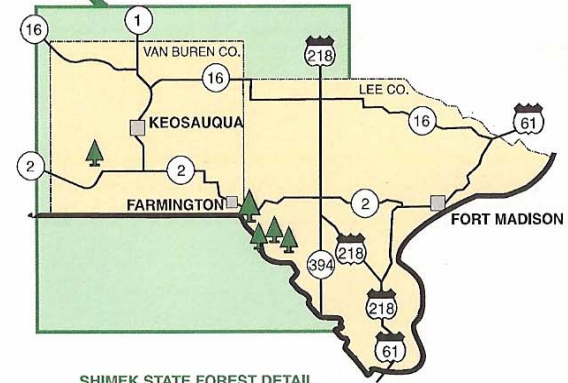 1
16
218
VAN BUREN CO.
16
LEE CO.
16
61
KEOSAUQUA
2
2
FARMINGTON
2
FORT MADISON
218
394
218
61
SHIMEK STATE FOREST DETAIL